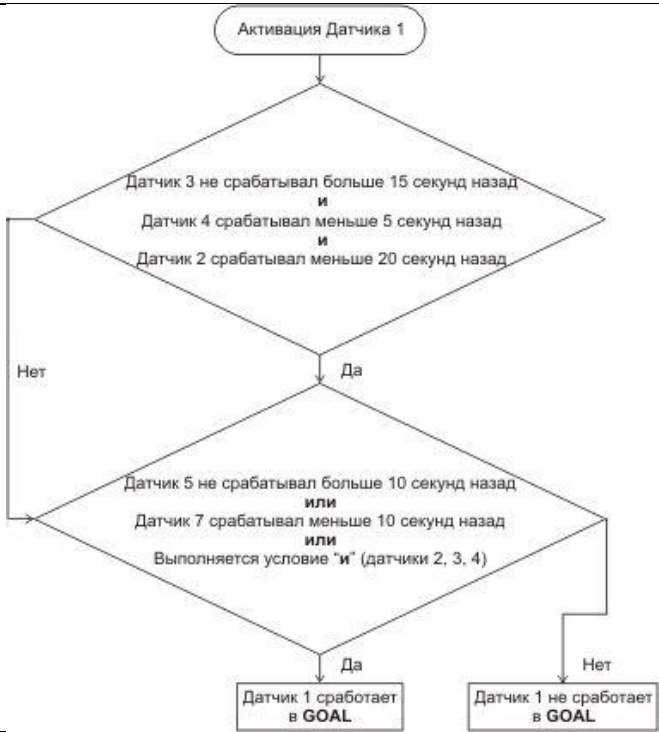 Активация Датчика 1
Датчик 3 не срабатывал больше 15 секунд назад
и
Датчик 4 срабатывал меньше 5 секунд назад
и
Датчик 2 срабатывал меньше 20 секунд назад
Нет
Да
Датчик 5 не срабатывал больше 10 секунд назад
или
Датчик 7 срабатывал меньше 10 секунд назад
или
Выполняется условие "и" (датчики 2, 3, 4)
Да
Нет
Датчик 1 сработает
в GOAL
Датчик 1 не сработает
в GOAL